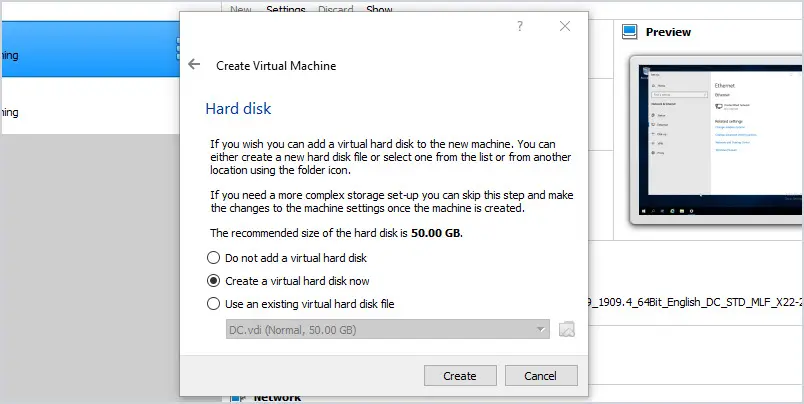 New Settings Discard Show
? ×
ning
Preview
← Create Virtual Machine
Hard disk
ning
If you wish you can add a virtual hard disk to the new machine. You can
either create a new hard disk file or select one from the list or from another
location using the folder icon.
If you need a more complex storage set-up you can skip this step and make
the changes to the machine settings once the machine is created.
The recommended size of the hard disk is 50.00 GB.
Do not add a virtual hard disk
Create a virtual hard disk now
Use an existing virtual hard disk file
DC.vdi (Normal, 50.00 GB)
Create Cancel
Ethernet
Ethernet
Related settings
9_1909.4_64Bit_English_DC_STD_MLF_X22-2
Network